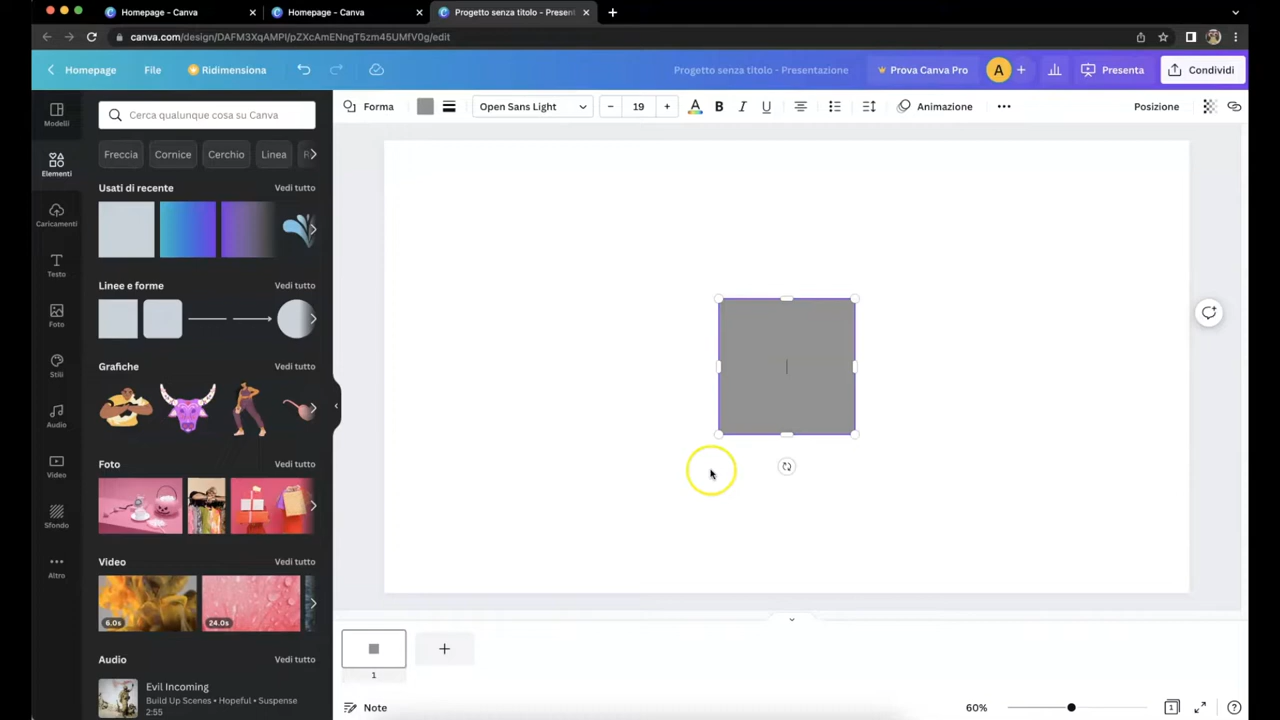 Homepage - Canva
Homepage - Canva
Progetto senza titolo - Present
canva.com/design/DAFM3XqAMPI/pZXcAmENngT5zm45UMfV0g/edit
Homepage
File
Ridimensiona
Progetto senza titolo - Presentazione
Prova Canva Pro
A
Presenta
Condividi
Forma
Open Sans Light
19
A
B
I
U
Animazione
Posizione
Modelli
Elementi
Caricamenti
Testo
Foto
Stili
Audio
Video
Sfondo
Altro
Cerca qualunque cosa su Canva
Freccia
Cornice
Cerchio
Linea
Usati di recente
Vedi tutto
Linee e forme
Vedi tutto
Grafiche
Vedi tutto
Foto
Vedi tutto
Video
Vedi tutto
6.0s
24.0s
Audio
Vedi tutto
Evil Incoming
Build Up Scenes • Hopeful • Suspense
2:55
1
Note
60%
1